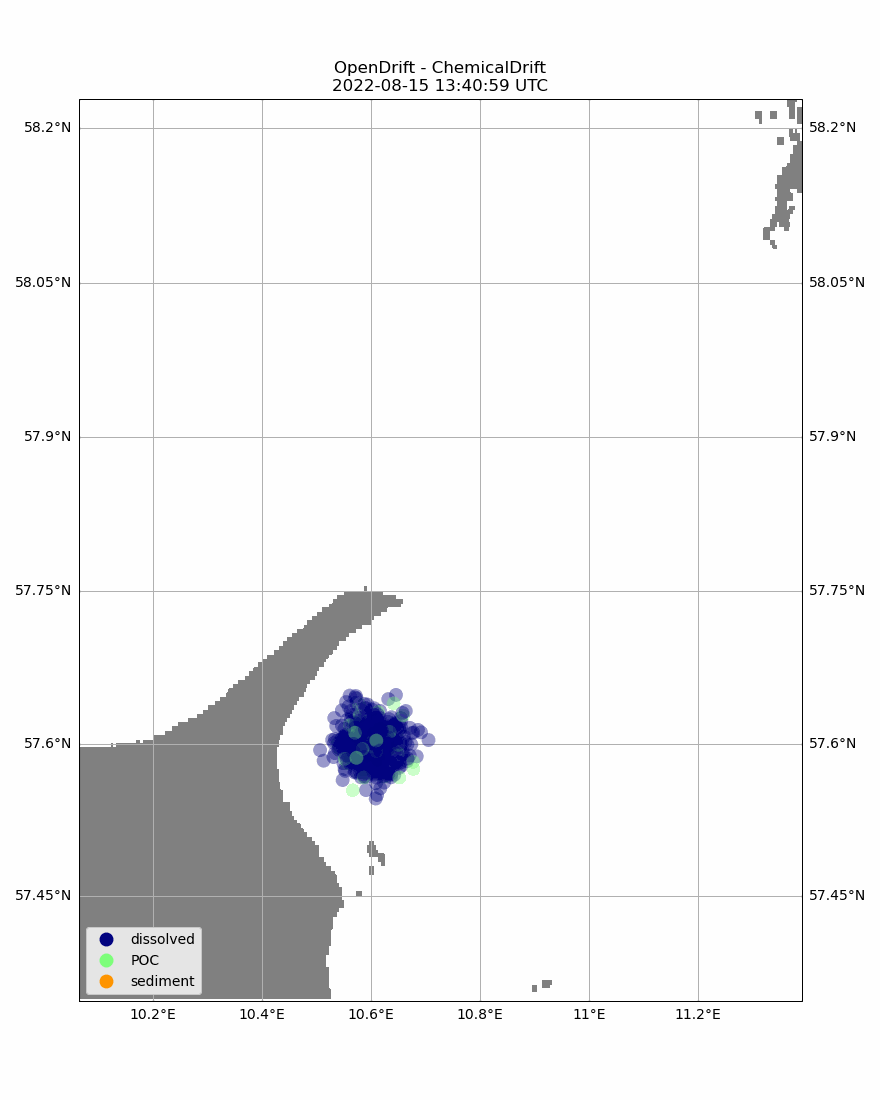 OpenDrift - ChemicalDrift
2022-08-15 13:40:59 UTC
58.2°N 58.2°N
58.05°N 58.05°N
57.9°N 57.9°N
57.75°N 57.75°N
57.6°N 57.6°N
57.45°N 57.45°N
dissolved
POC
sediment
10.2°E 10.4°E 10.6°E 10.8°E 11°E 11.2°E